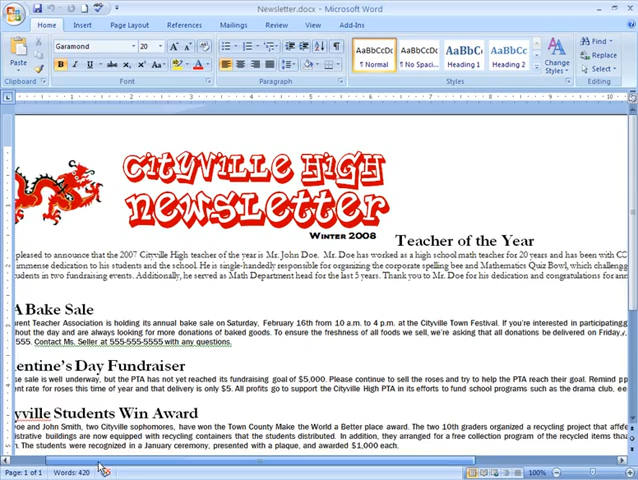 Newsletter.docx - Microsoft Word
Home Insert Page Layout References Mailings Review View Add-Ins
Paste
Garamond 20
AaBbCcDc AaBbCcDc AaBbC AaBbCc
¶ Normal ¶ No Spaci... Heading 1 Heading 2
Change Styles
Find
Replace
Select
Clipboard Font Paragraph Styles Editing
Cityville High
Newsletter
Winter 2008
Teacher of the Year
pleased to announce that the 2007 Cityville High teacher of the year is Mr. John Doe. Mr. Doe has worked as a high school math teacher for 20 years and has been with CC
immense dedication to his students and the school. He is single-handedly responsible for organizing the corporate spelling bee and Mathematics Quiz Bowl, which challeng
udents in two fundraising events. Additionally, he served as Math Department head for the last 5 years. Thank you to Mr. Doe for his dedication and congratulations for
A Bake Sale
rent Teacher Association is holding its annual bake sale on Saturday, February 16th from 10 a.m. to 4 p.m. at the Cityville Town Festival. If you're interested in participating,
hout the day and are always looking for more donations of baked goods. To ensure the freshness of all foods we sell, we're asking that all donations be delivered on Friday,
555. Contact Ms. Seller at 555-555-5555 with any questions.
entine's Day Fundraiser
se sale is well underway, but the PTA has not yet reached its fundraising goal of $5,000. Please continue to sell the roses and try to help the PTA reach their goal. Remind
ent rate for roses this time of year and that delivery is only $5. All profits go to support the Cityville High PTA in its efforts to fund school programs such as the drama club,
yville Students Win Award
oe and John Smith, two Cityville sophomores, have won the Town County Make the World a Better place award. The two 10th graders organized a recycling project that
istrative buildings are now equipped with recycling containers that the students distributed. In addition, they arranged for a free collection program of the recycled items
The students were recognized in a January ceremony, presented with a plaque, and awarded $1,000 each.
Page: 1 of 1 Words: 420 100%